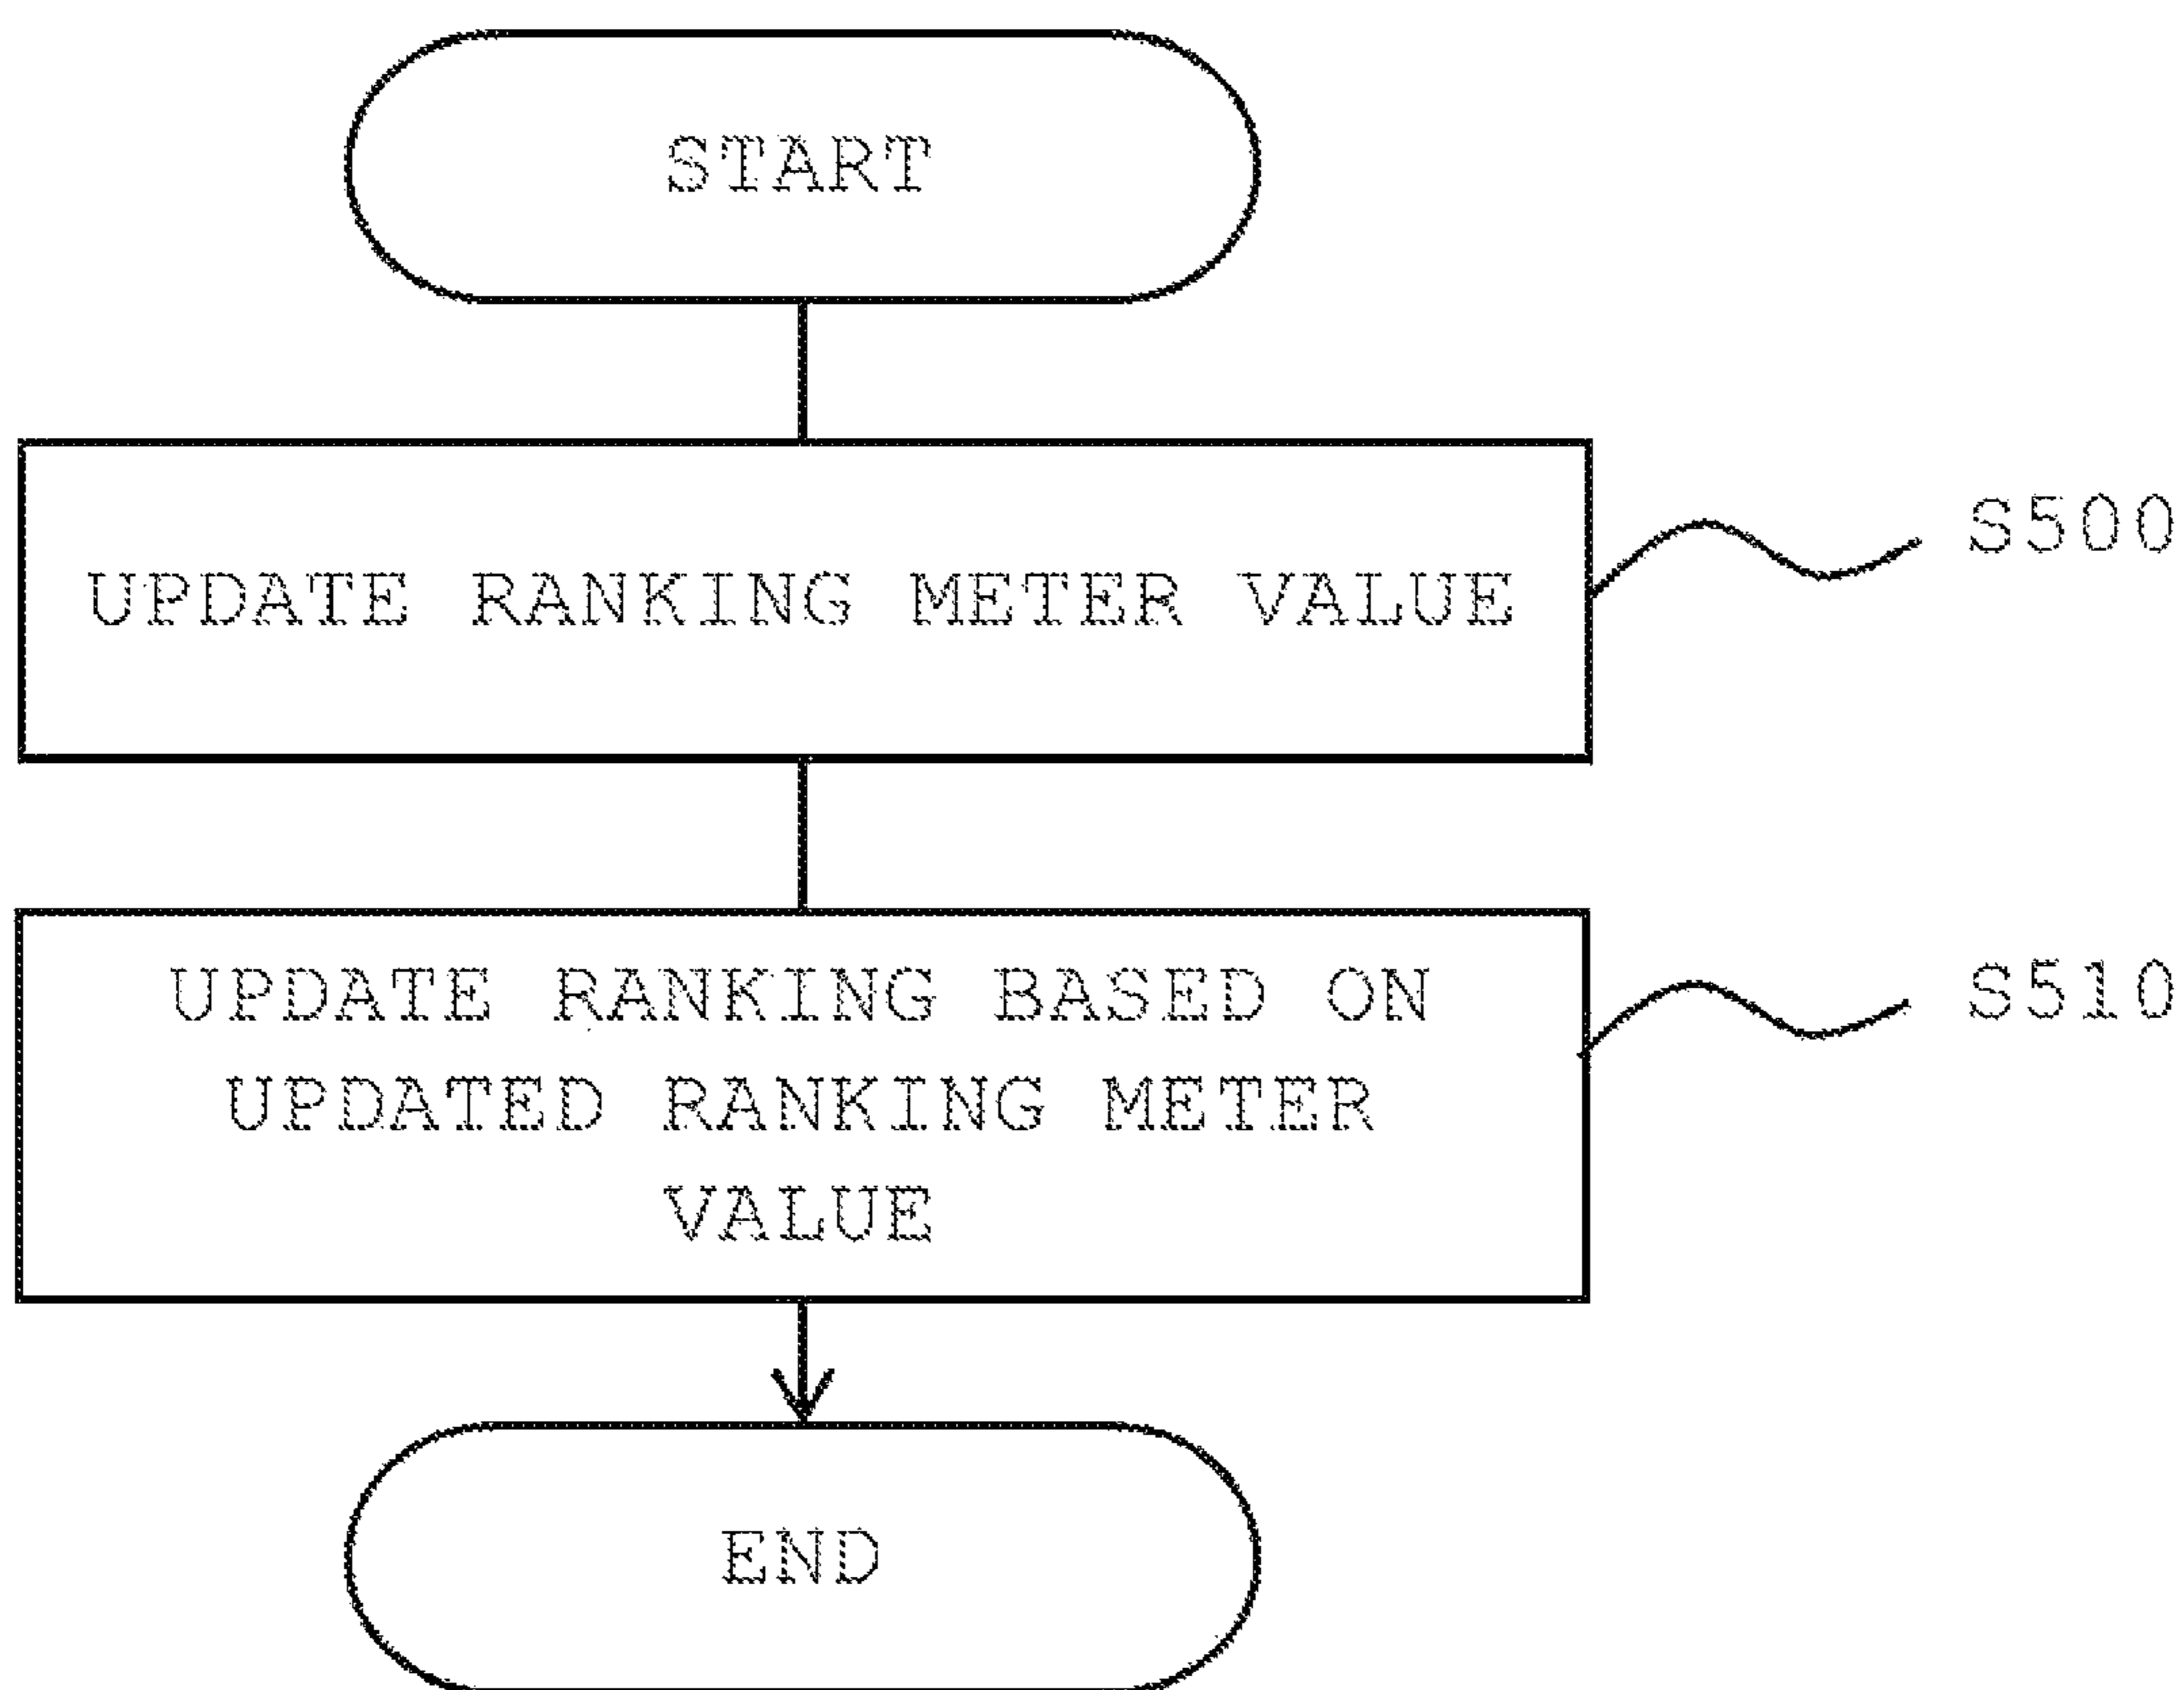 START
UPDATE RANKING METER VALUE
S500
UPDATE RANKING BASED ON
UPDATED RANKING METER
VALUE
S510
END